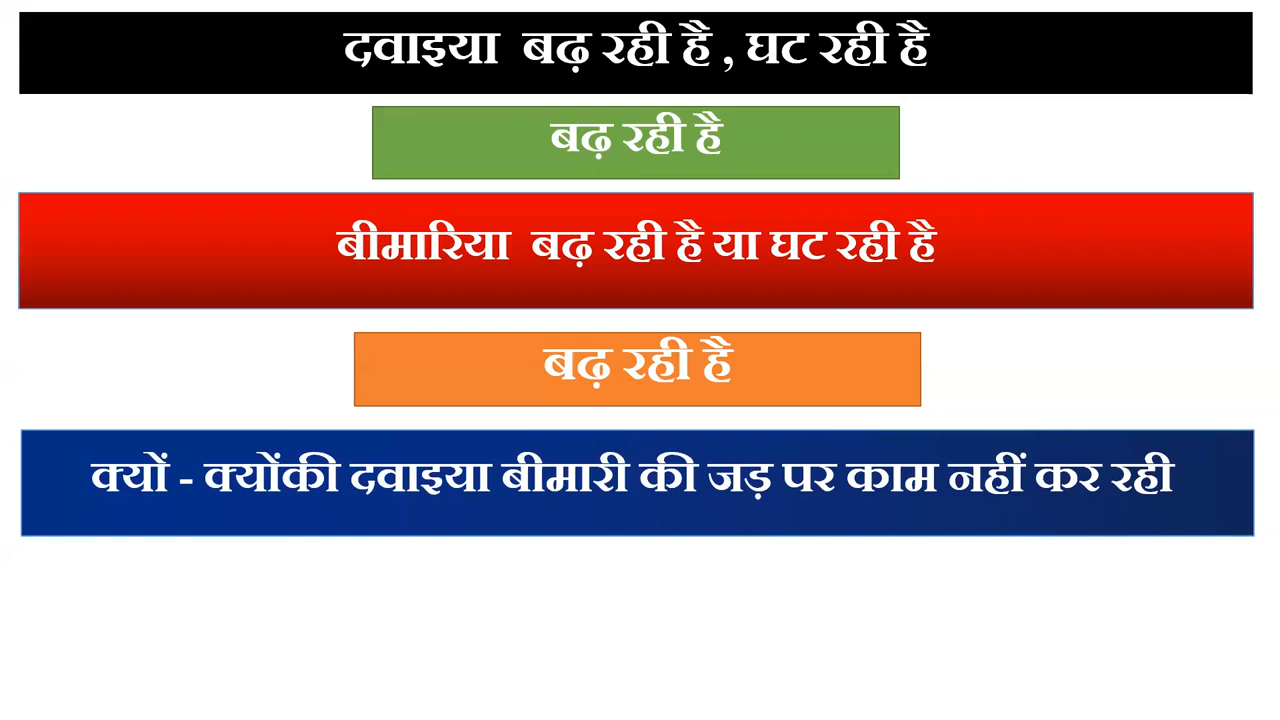 दवाइया बढ़ रही है , घट रही है
बढ़ रही है
बीमारिया बढ़ रही है या घट रही है
बढ़ रही है
क्यों - क्योंकी दवाइया बीमारी की जड़ पर काम नहीं कर रही